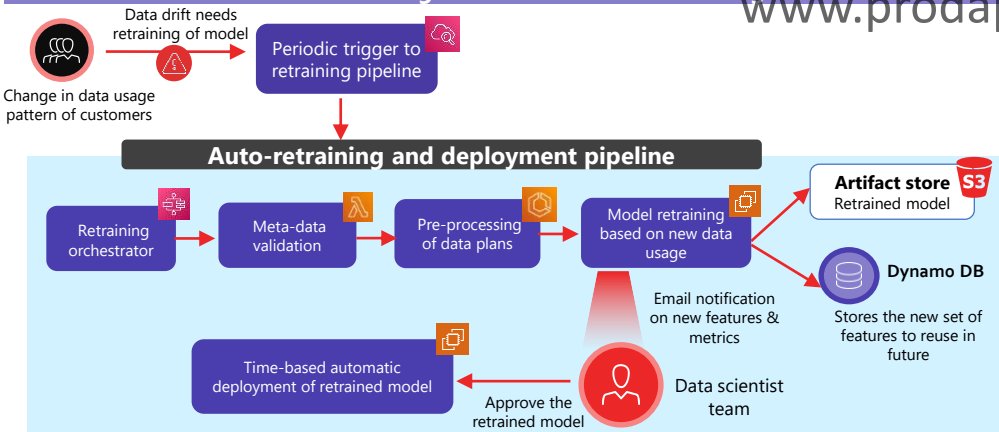 www.proda
Data drift needs
retraining of model
Periodic trigger to
retraining pipeline
Change in data usage
pattern of customers
Auto-retraining and deployment pipeline
Retraining
orchestrator
Meta-data
validation
Pre-processing
of data plans
Model retraining
based on new data
usage
Artifact store
Retrained model
S3
Dynamo DB
Stores the new set of
features to reuse in
future
Email notification
on new features &
metrics
Time-based automatic
deployment of retrained model
Approve the
retrained model
Data scientist
team